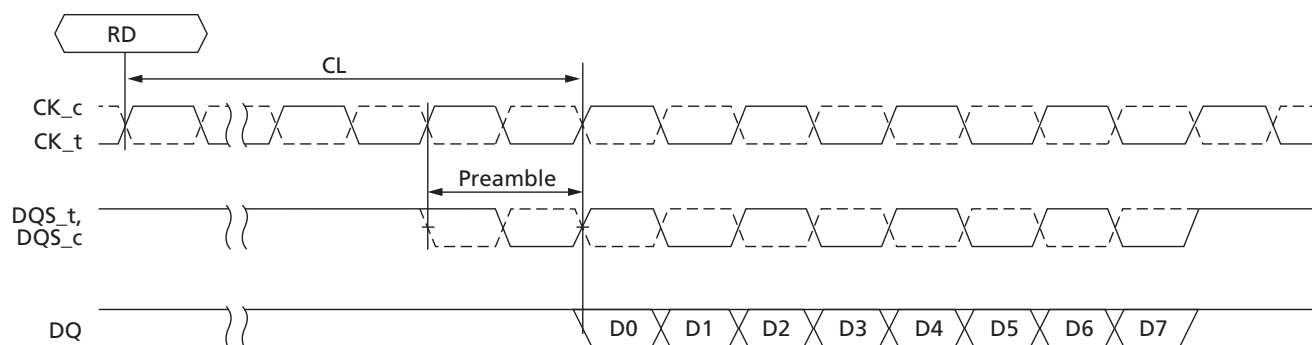 RD
CL
CK_c
CK_t
Preamble
DQS_t,
DQS_c
DQ
D0 D1 D2 D3 D4 D5 D6 D7